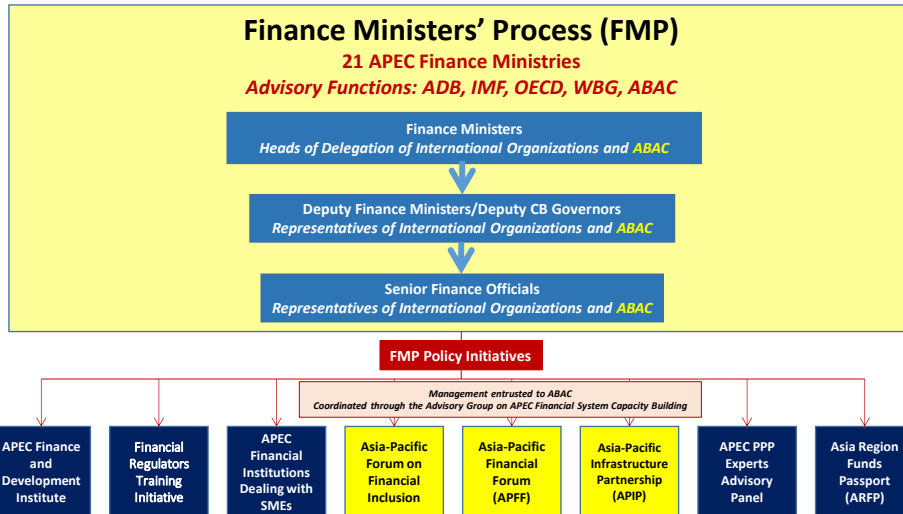 Finance Ministers' Process (FMP)
21 APEC Finance Ministries
Advisory Functions: ADB, IMF, OECD, WBG, ABAC
Finance Ministers
Heads of Delegation of International Organizations and ABAC
Deputy Finance Ministers/Deputy CB Governors
Representatives of International Organizations and ABAC
Senior Finance Officials
Representatives of International Organizations and ABAC
FMP Policy Initiatives
Management entrusted to ABAC
Coordinated through the Advisory Group on APEC Financial System Capacity Building
APEC Finance
and
Development
Institute
Financial
Regulators
Training
Initiative
APEC
Financial
Institutions
Dealing with
SMEs
Asia-Pacific
Forum on
Financial
Inclusion
Asia-Pacific
Financial
Forum
(APFF)
Asia-Pacific
Infrastructure
Partnership
(APIP)
APEC PPP
Experts
Advisory
Panel
Asia Region
Funds
Passport
(ARFP)